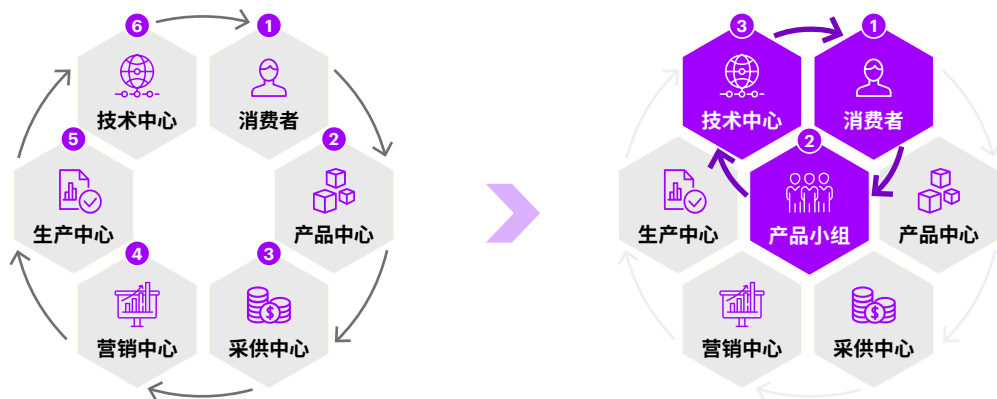 6
技术中心
1
消费者
2
产品中心
3
采供中心
4
营销中心
5
生产中心
3
技术中心
1
消费者
2
产品小组
生产中心
产品中心
营销中心
采供中心